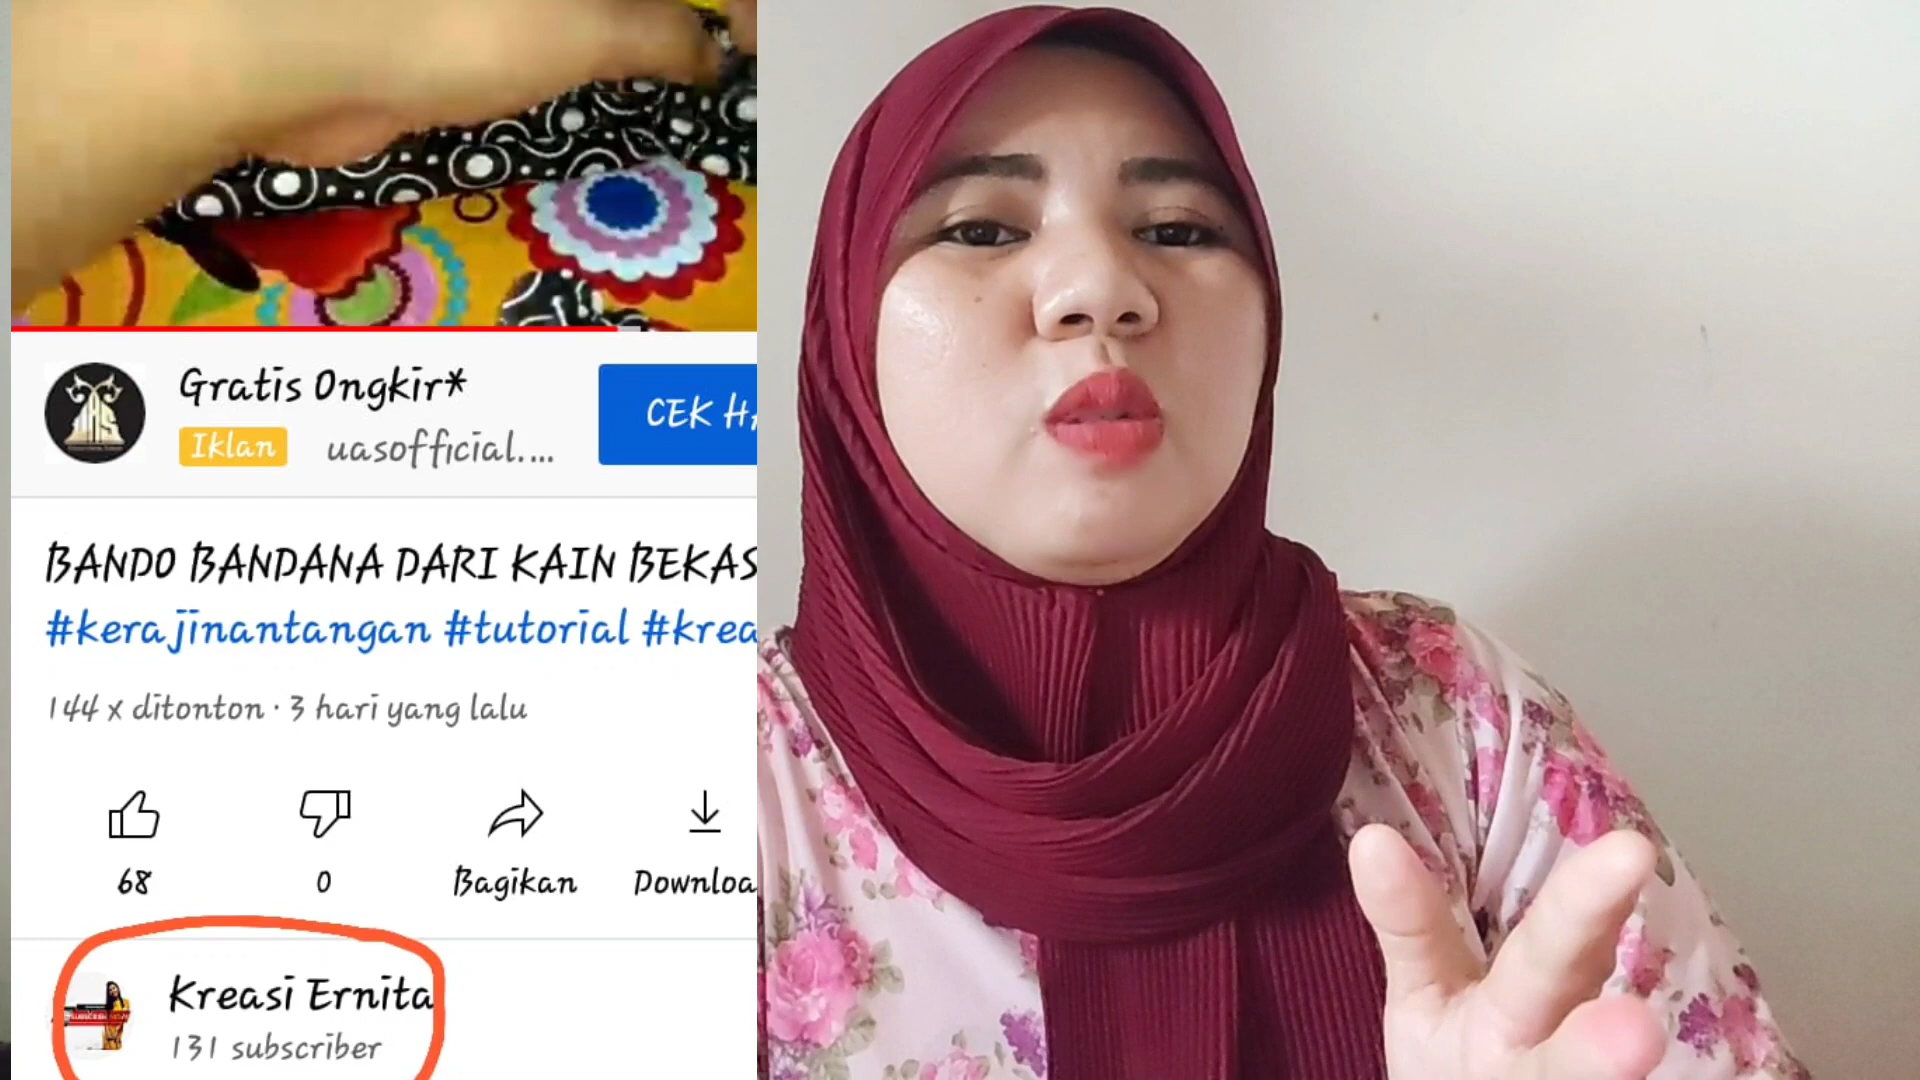 Gratis Ongkir*
Iklan uasofficial....
CEK HA
BANDO BANDANA DARI KAIN BEKAS
#kerajinantangan #tutorial #krea
144 x ditonton · 3 hari yang lalu
68 0 Bagikan Downloa
Kreasi Ernita
131 subscriber